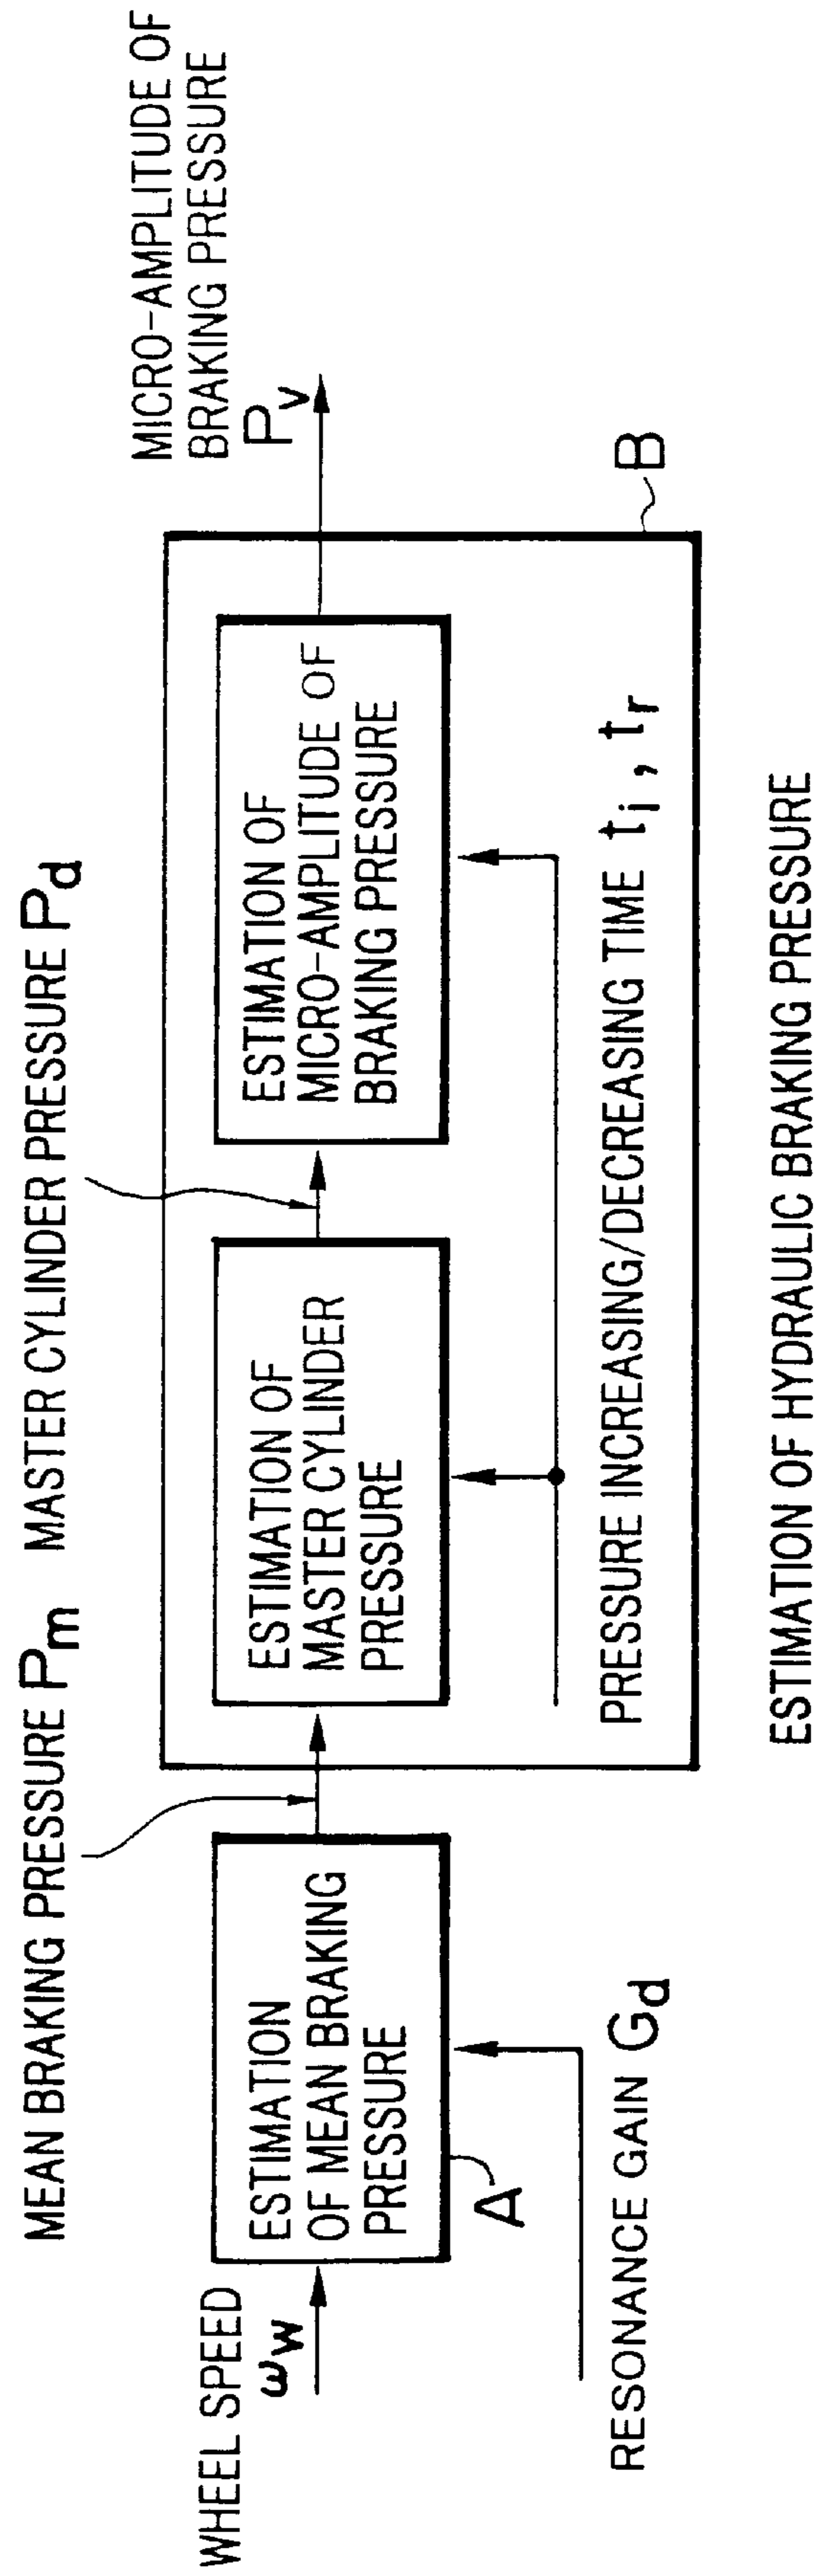 MEAN BRAKING PRESSURE Pm
MASTER CYLINDER PRESSURE Pd
MICRO-AMPLITUDE OF
BRAKING PRESSURE
Pv
WHEEL SPEED
ωw
ESTIMATION
OF MEAN BRAKING
PRESSURE
A
ESTIMATION OF
MASTER CYLINDER
PRESSURE
ESTIMATION OF
MICRO-AMPLITUDE OF
BRAKING PRESSURE
B
RESONANCE GAIN Gd
PRESSURE INCREASING/DECREASING TIME ti, tr
ESTIMATION OF HYDRAULIC BRAKING PRESSURE